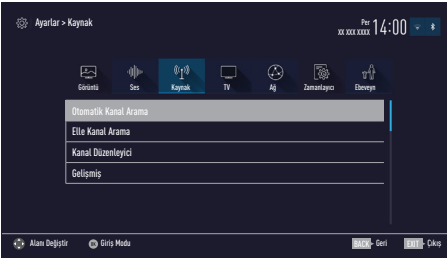 Ayarlar > Kaynak
Per
xx xxx xxxx 14:00
Görüntü Ses Kaynak TV Ağ Zamanlayıcı Ebeveyn
Otomatik Kanal Arama
Elle Kanal Arama
Kanal Düzenleyici
Gelişmiş
Alanı Değiştir OK Giriş Modu BACK - Geri EXIT - Çıkış